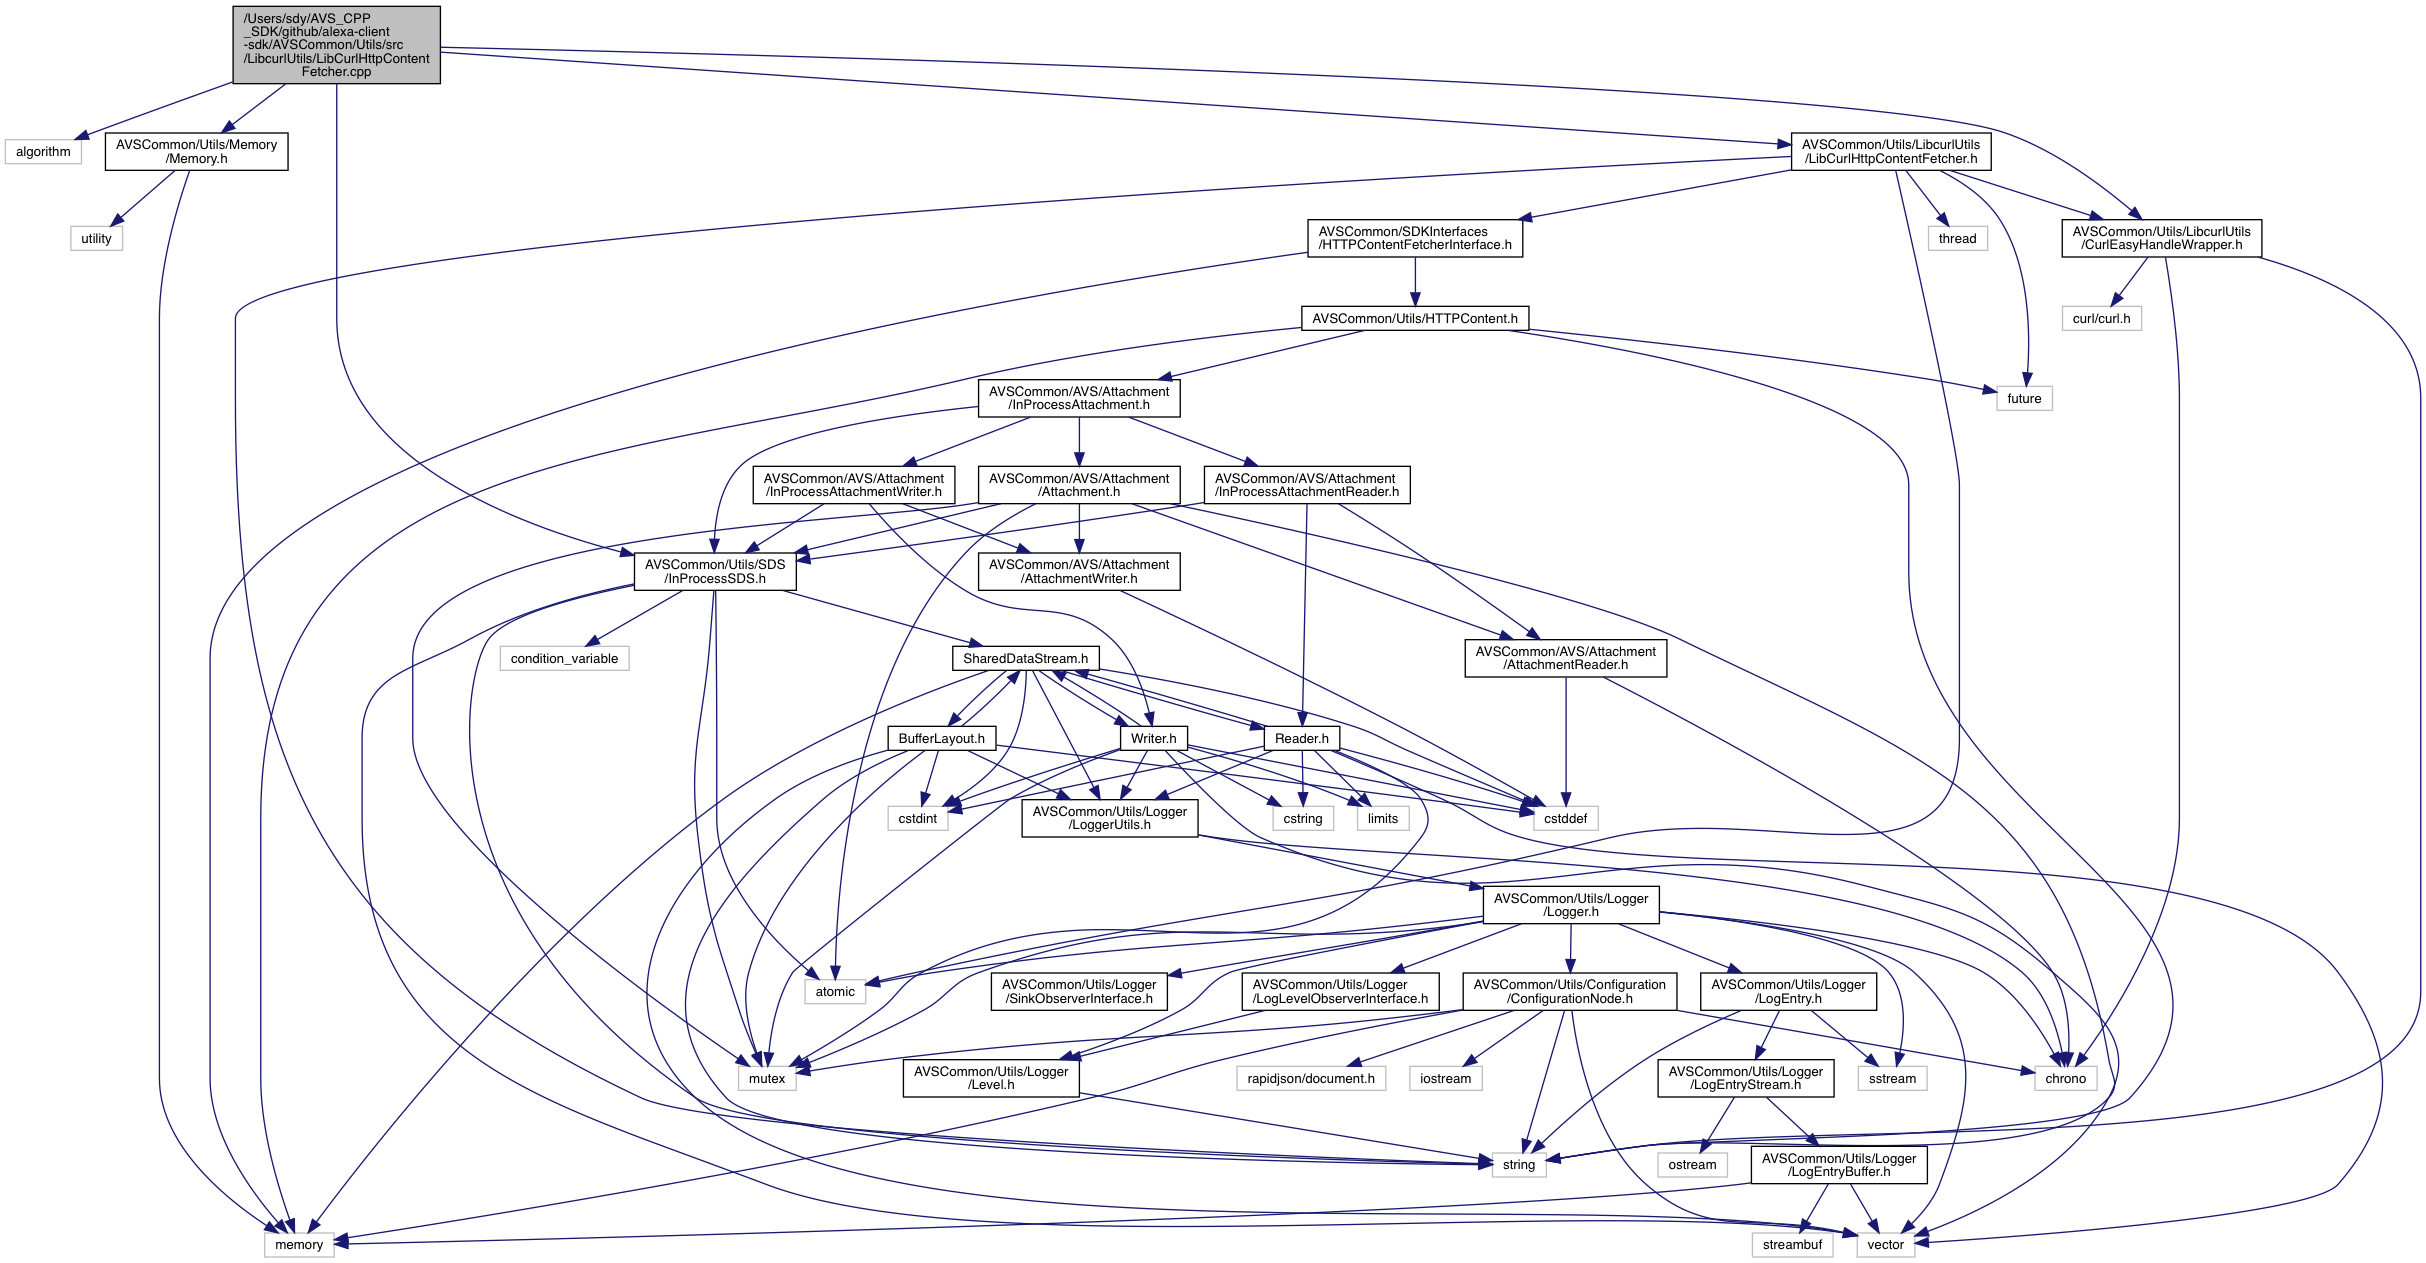 /Users/sdy/AVS_CPP
_SDK/github/alexa-client
-sdk/AVSCommon/Utils/src
/LibcurlUtils/LibCurlHttpContent
Fetcher.cpp
algorithm
AVSCommon/Utils/Memory
/Memory.h
AVSCommon/Utils/LibcurlUtils
/LibCurlHttpContentFetcher.h
utility
AVSCommon/SDKInterfaces
/HTTPContentFetcherInterface.h
thread
AVSCommon/Utils/LibcurlUtils
/CurlEasyHandleWrapper.h
AVSCommon/Utils/HTTPContent.h
curl/curl.h
AVSCommon/AVS/Attachment
/InProcessAttachment.h
future
AVSCommon/AVS/Attachment
/InProcessAttachmentWriter.h
AVSCommon/AVS/Attachment
/Attachment.h
AVSCommon/AVS/Attachment
/InProcessAttachmentReader.h
AVSCommon/Utils/SDS
/InProcessSDS.h
AVSCommon/AVS/Attachment
/AttachmentWriter.h
condition_variable
SharedDataStream.h
AVSCommon/AVS/Attachment
/AttachmentReader.h
BufferLayout.h
Writer.h
Reader.h
cstdint
AVSCommon/Utils/Logger
/LoggerUtils.h
cstring
limits
cstddef
AVSCommon/Utils/Logger
/Logger.h
atomic
AVSCommon/Utils/Logger
/SinkObserverInterface.h
AVSCommon/Utils/Logger
/LogLevelObserverInterface.h
AVSCommon/Utils/Configuration
/ConfigurationNode.h
AVSCommon/Utils/Logger
/LogEntry.h
mutex
AVSCommon/Utils/Logger
/Level.h
rapidjson/document.h
iostream
AVSCommon/Utils/Logger
/LogEntryStream.h
sstream
chrono
string
ostream
AVSCommon/Utils/Logger
/LogEntryBuffer.h
memory
streambuf
vector